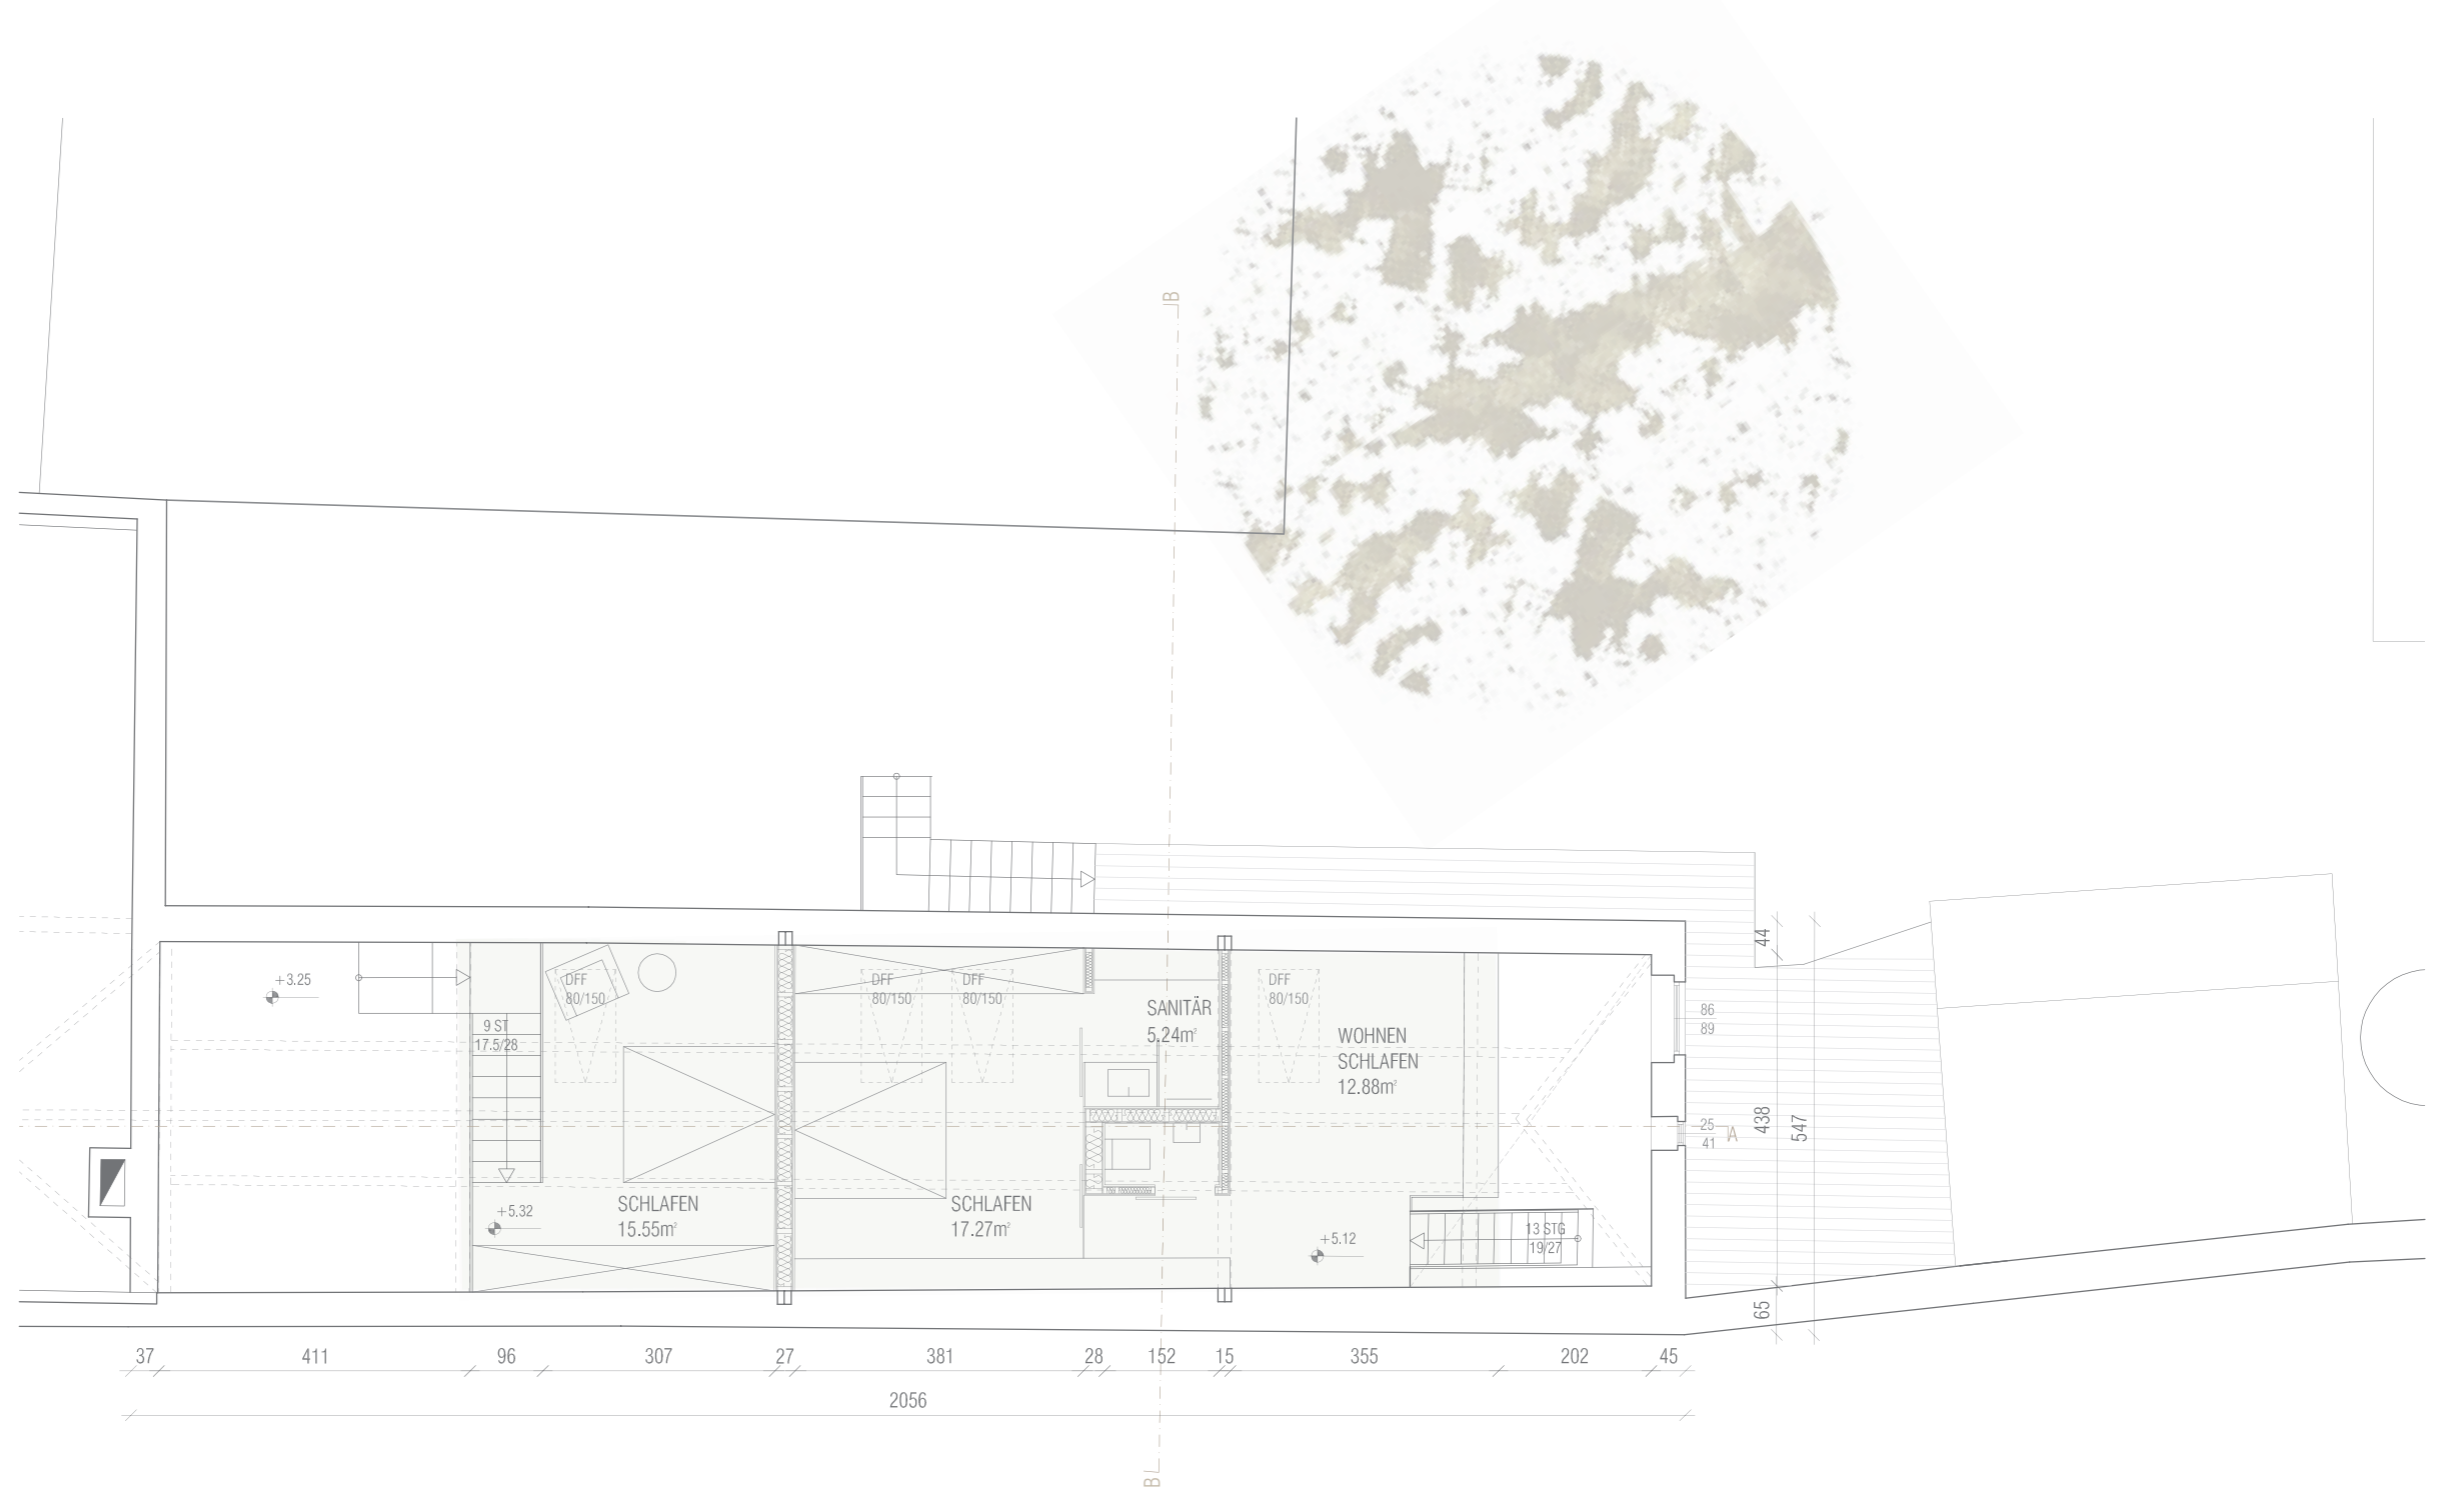 B
+3.25
9 ST
17.5/28
DFF
80/150
DFF
80/150
DFF
80/150
SANITÄR
5.24m²
DFF
80/150
WOHNEN
SCHLAFEN
12.88m²
44
86
89
25
41
A
438
547
65
+5.32
SCHLAFEN
15.55m²
SCHLAFEN
17.27m²
+5.12
13 STG
19/27
37
411
96
307
27
381
28
152
15
355
202
45
2056
B